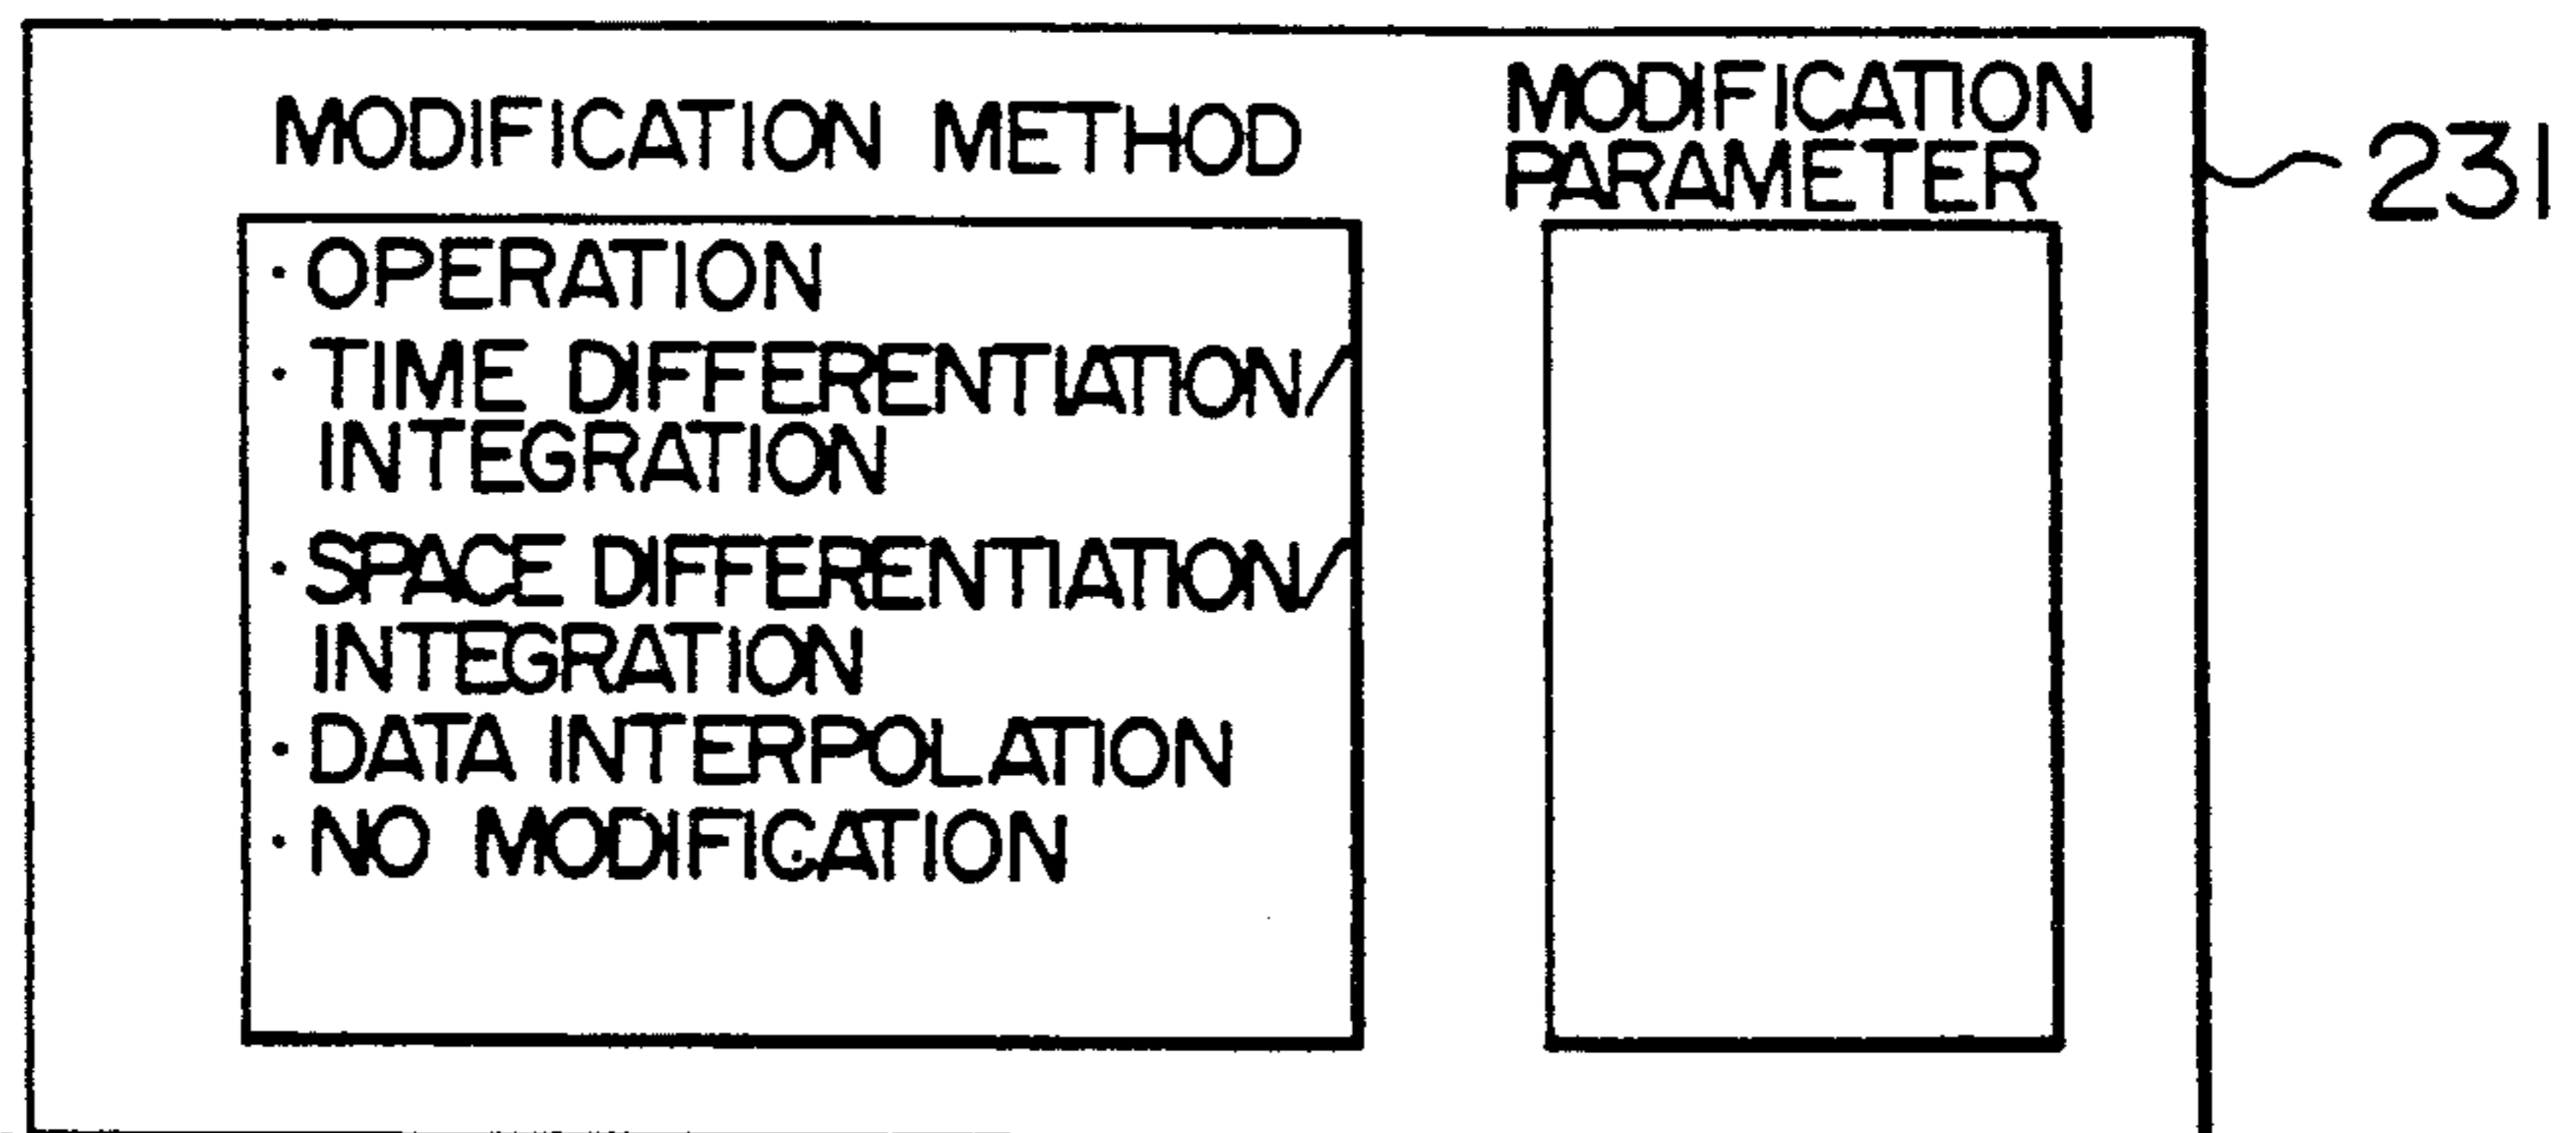 MODIFICATION METHOD
MODIFICATION
PARAMETER
231
· OPERATION
· TIME DIFFERENTIATION/
INTEGRATION
· SPACE DIFFERENTIATION/
INTEGRATION
· DATA INTERPOLATION
· NO MODIFICATION